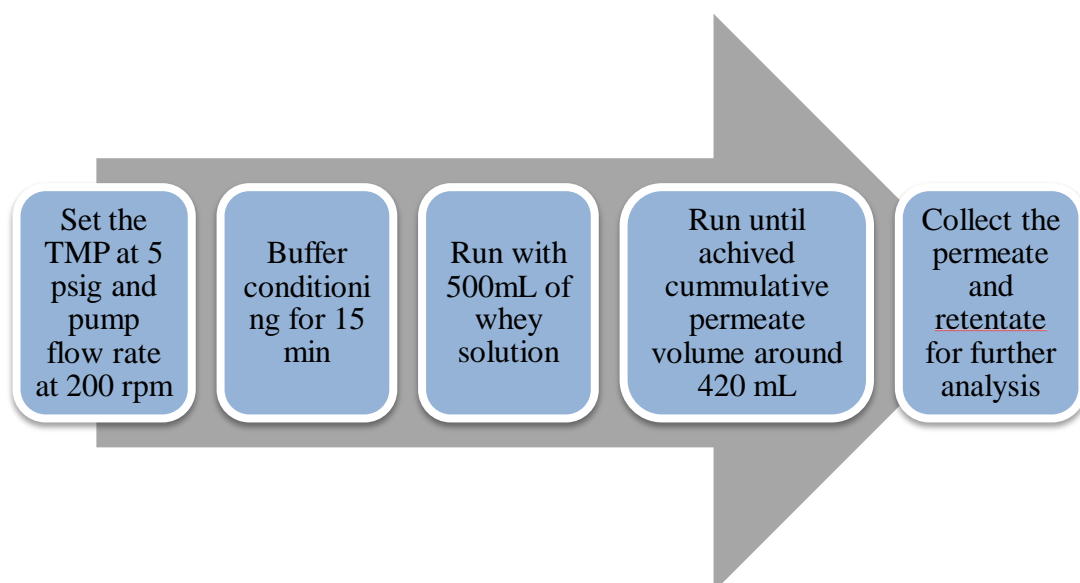 Set the
TMP at 5
psig and
pump
flow rate
at 200 rpm
Buffer
conditioni
ng for 15
min
Run with
500mL of
whey
solution
Run until
achived
cummulative
permeate
volume around
420 mL
Collect the
permeate
and
retentate
for further
analysis